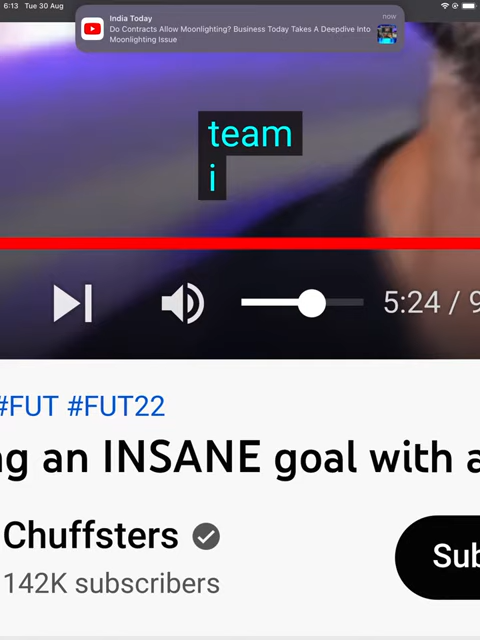 6:13 Tue 30 Aug
India Today
now
Do Contracts Allow Moonlighting? Business Today Takes A Deepdive Into
Moonlighting Issue
team
i
5:24 / 9
#FUT #FUT22
ng an INSANE goal with a
Chuffsters
142K subscribers
Sub